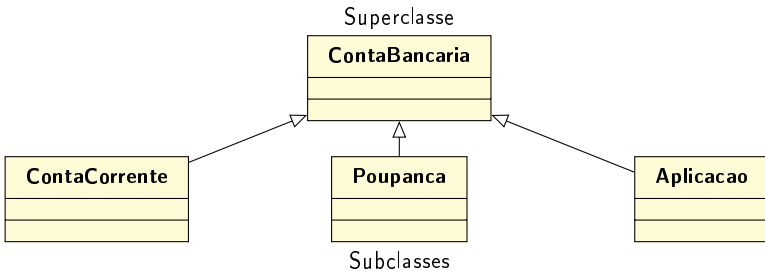 Superclasse
ContaBancaria
ContaCorrente
Poupanca
Aplicacao
Subclasses